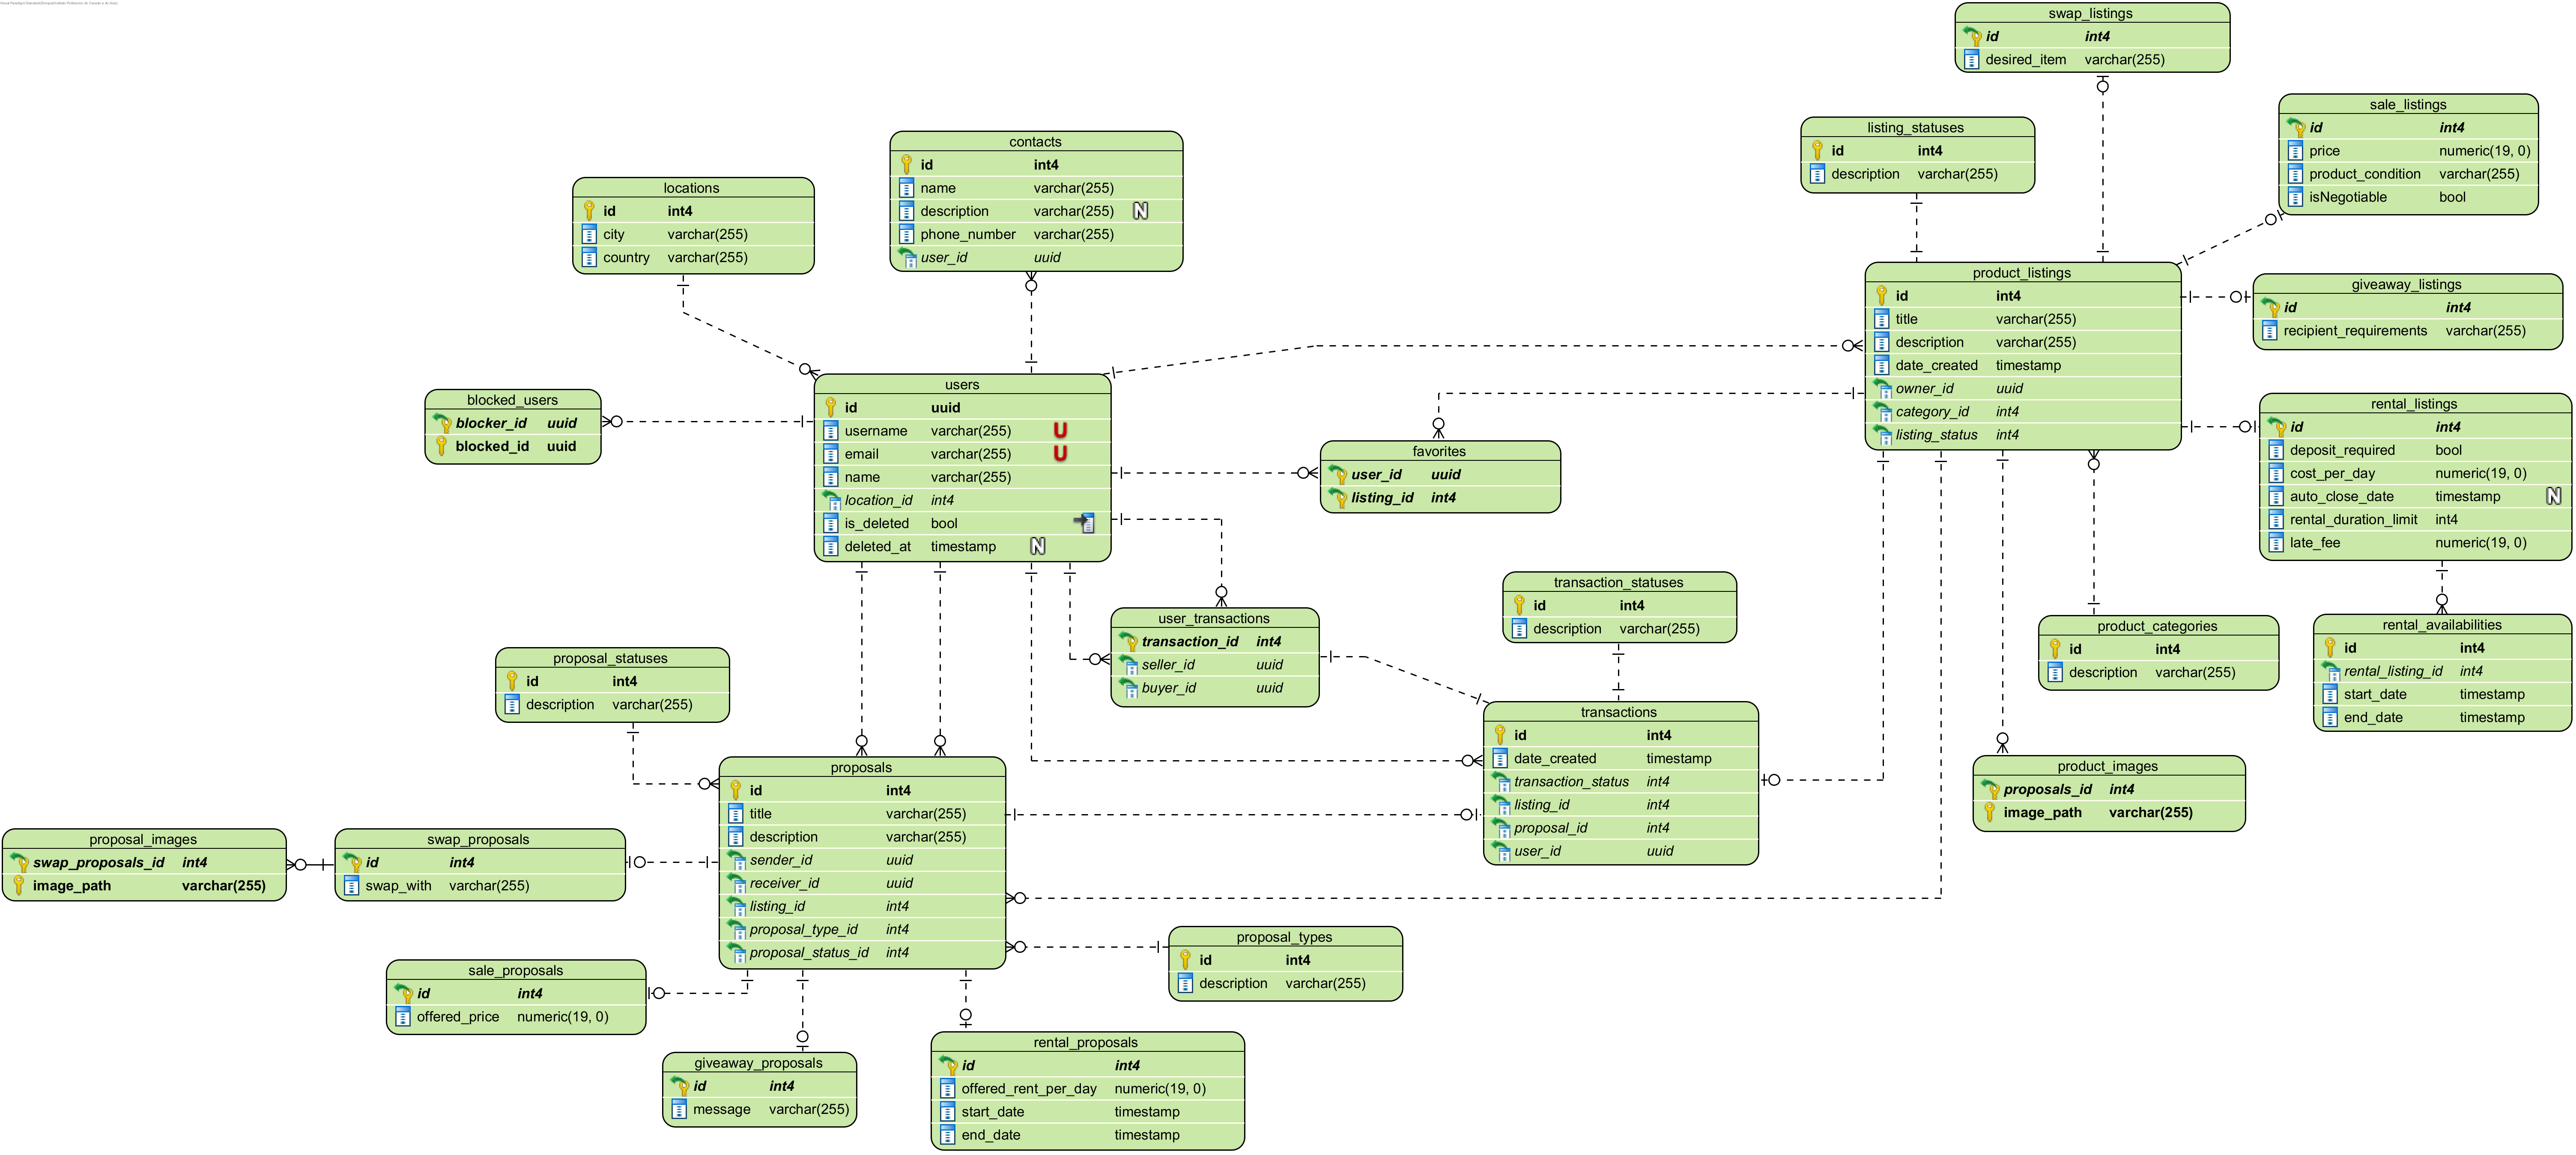 Visual Paradigm Standard(Enrique(Instituto Politecnico do Cavado e do Ave))
swap_listings
id int4
desired_item varchar(255)
sale_listings
id int4
price numeric(19, 0)
product_condition varchar(255)
isNegotiable bool
listing_statuses
id int4
description varchar(255)
contacts
id int4
name varchar(255)
description varchar(255) N
phone_number varchar(255)
user_id uuid
locations
id int4
city varchar(255)
country varchar(255)
product_listings
id int4
title varchar(255)
description varchar(255)
date_created timestamp
owner_id uuid
category_id int4
listing_status int4
giveaway_listings
id int4
recipient_requirements varchar(255)
users
id uuid
username varchar(255) U
email varchar(255) U
name varchar(255)
location_id int4
is_deleted bool
deleted_at timestamp N
blocked_users
blocker_id uuid
blocked_id uuid
rental_listings
id int4
deposit_required bool
cost_per_day numeric(19, 0)
auto_close_date timestamp N
rental_duration_limit int4
late_fee numeric(19, 0)
favorites
user_id uuid
listing_id int4
transaction_statuses
id int4
description varchar(255)
user_transactions
transaction_id int4
seller_id uuid
buyer_id uuid
product_categories
id int4
description varchar(255)
rental_availabilities
id int4
rental_listing_id int4
start_date timestamp
end_date timestamp
proposal_statuses
id int4
description varchar(255)
transactions
id int4
date_created timestamp
transaction_status int4
listing_id int4
proposal_id int4
user_id uuid
product_images
proposals_id int4
image_path varchar(255)
proposals
id int4
title varchar(255)
description varchar(255)
sender_id uuid
receiver_id uuid
listing_id int4
proposal_type_id int4
proposal_status_id int4
proposal_images
swap_proposals_id int4
image_path varchar(255)
swap_proposals
id int4
swap_with varchar(255)
proposal_types
id int4
description varchar(255)
sale_proposals
id int4
offered_price numeric(19, 0)
giveaway_proposals
id int4
message varchar(255)
rental_proposals
id int4
offered_rent_per_day numeric(19, 0)
start_date timestamp
end_date timestamp